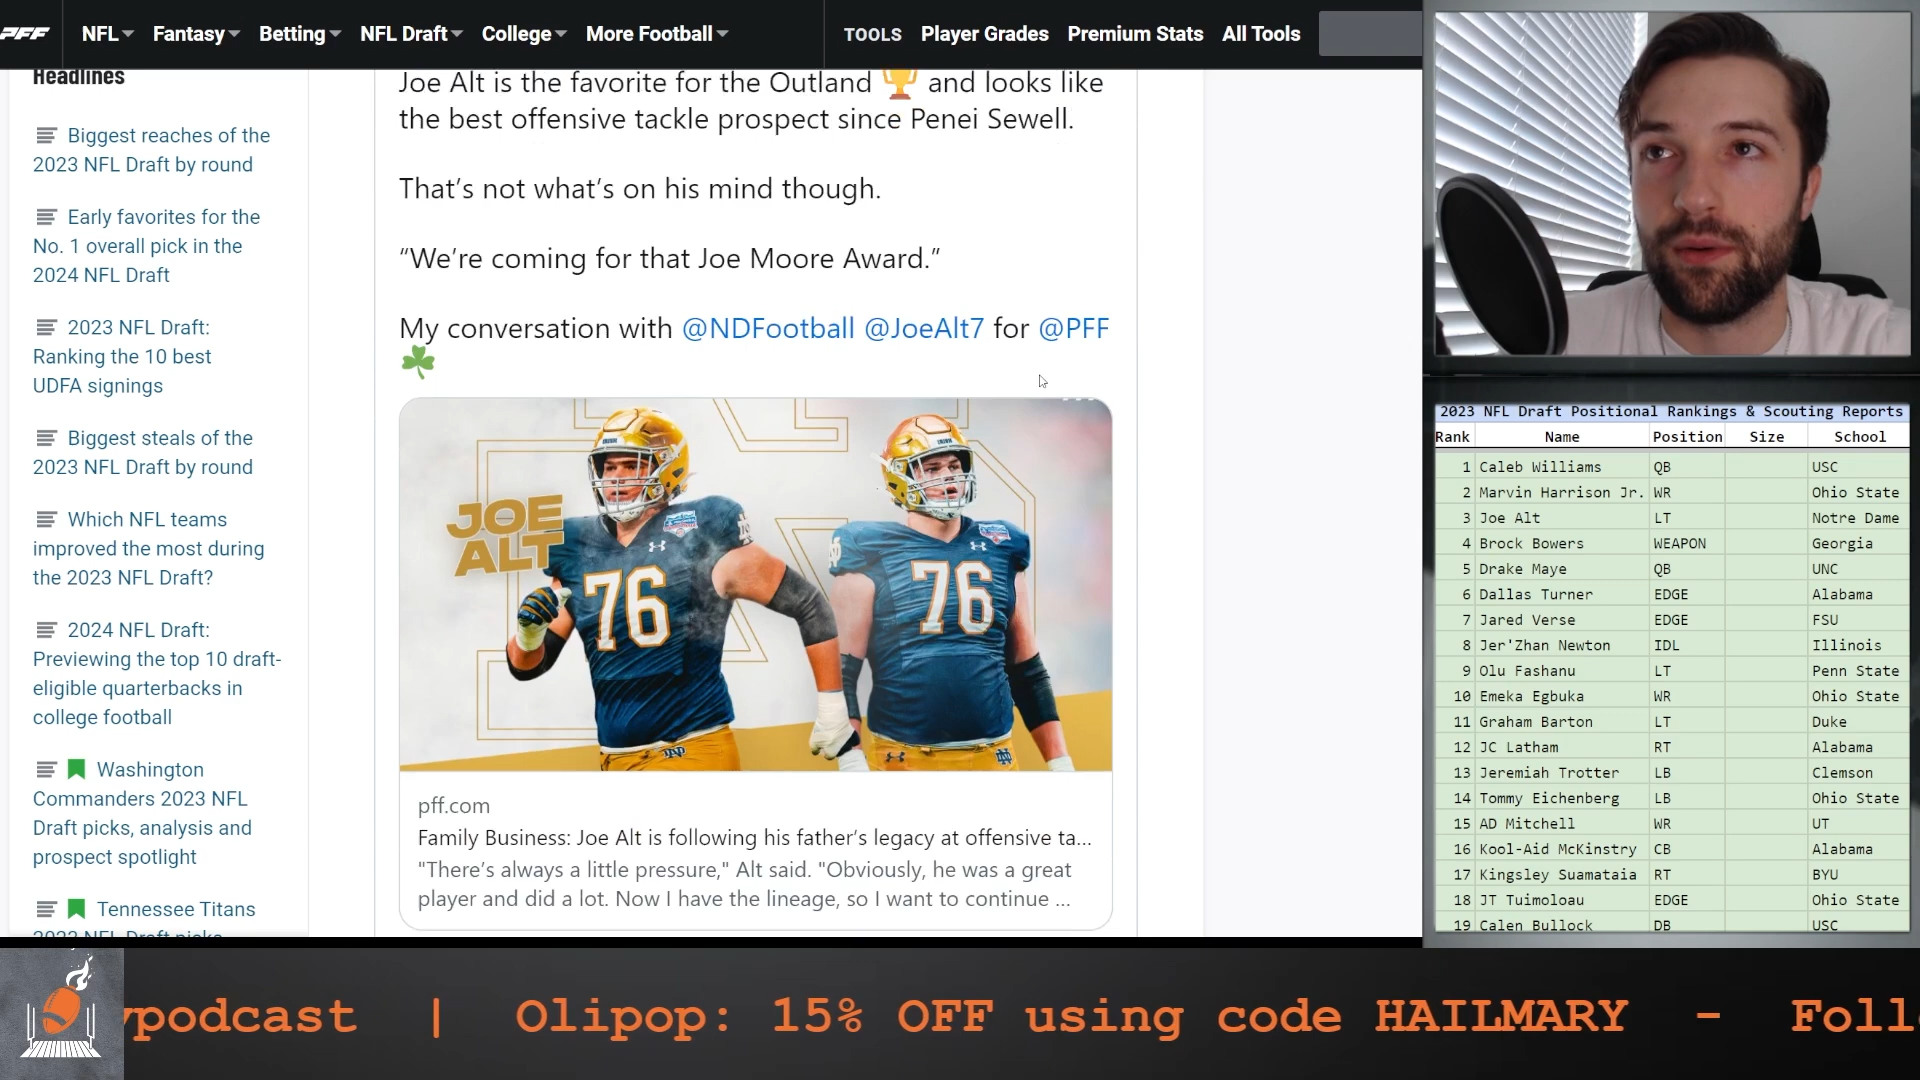 PFF
NFL
Fantasy
Betting
NFL Draft
College
More Football
TOOLS
Player Grades
Premium Stats
All Tools
Headlines
Biggest reaches of the
2023 NFL Draft by round
Early favorites for the
No. 1 overall pick in the
2024 NFL Draft
2023 NFL Draft:
Ranking the 10 best
UDFA signings
Biggest steals of the
2023 NFL Draft by round
Which NFL teams
improved the most during
the 2023 NFL Draft?
2024 NFL Draft:
Previewing the top 10 draft-
eligible quarterbacks in
college football
Washington
Commanders 2023 NFL
Draft picks, analysis and
prospect spotlight
Tennessee Titans
2023 NFL Draft picks
Joe Alt is the favorite for the Outland 🏆 and looks like
the best offensive tackle prospect since Penei Sewell.
That’s not what’s on his mind though.
“We’re coming for that Joe Moore Award.”
My conversation with @NDFootball @JoeAlt7 for @PFF
☘
JOE
ALT
76
76
pff.com
Family Business: Joe Alt is following his father’s legacy at offensive ta...
"There’s always a little pressure," Alt said. "Obviously, he was a great
player and did a lot. Now I have the lineage, so I want to continue ...
2023 NFL Draft Positional Rankings & Scouting Reports
Rank Name Position Size School
1 Caleb Williams QB USC
2 Marvin Harrison Jr. WR Ohio State
3 Joe Alt LT Notre Dame
4 Brock Bowers WEAPON Georgia
5 Drake Maye QB UNC
6 Dallas Turner EDGE Alabama
7 Jared Verse EDGE FSU
8 Jer'Zhan Newton IDL Illinois
9 Olu Fashanu LT Penn State
10 Emeka Egbuka WR Ohio State
11 Graham Barton LT Duke
12 JC Latham RT Alabama
13 Jeremiah Trotter LB Clemson
14 Tommy Eichenberg LB Ohio State
15 AD Mitchell WR UT
16 Kool-Aid McKinstry CB Alabama
17 Kingsley Suamataia RT BYU
18 JT Tuimoloau EDGE Ohio State
19 Calen Bullock DB USC
ypodcast | Olipop: 15% OFF using code HAILMARY - Foll